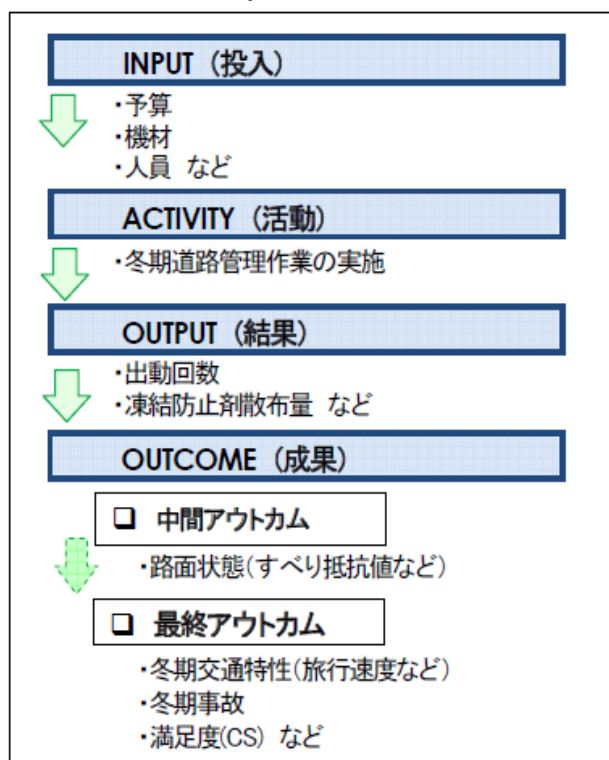 INPUT（投入）
・予算
・機材
・人員 など
ACTIVITY（活動）
・冬期道路管理作業の実施
OUTPUT（結果）
・出動回数
・凍結防止剤散布量 など
OUTCOME（成果）
❑ 中間アウトカム
・路面状態(すべり抵抗値など)
❑ 最終アウトカム
・冬期交通特性(旅行速度など)
・冬期事故
・満足度(CS) など